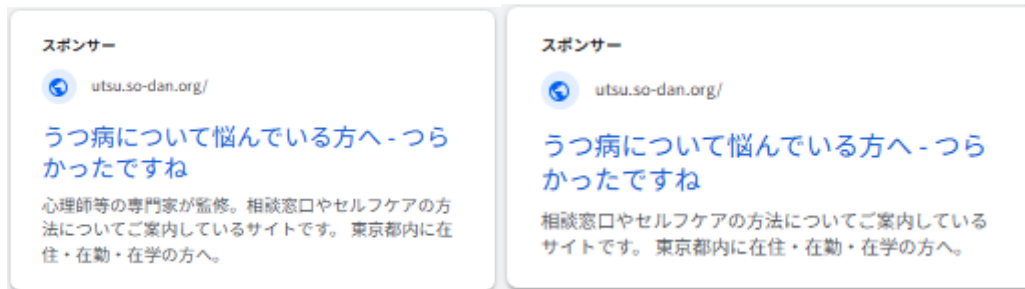 スポンサー
utsu.so-dan.org/
うつ病について悩んでいる方へ - つら
かったですね
心理師等の専門家が監修。相談窓口やセルフケアの方
法についてご案内しているサイトです。 東京都内に在
住・在勤・在学の方へ。
スポンサー
utsu.so-dan.org/
うつ病について悩んでいる方へ - つら
かったですね
相談窓口やセルフケアの方法についてご案内している
サイトです。 東京都内に在住・在勤・在学の方へ。